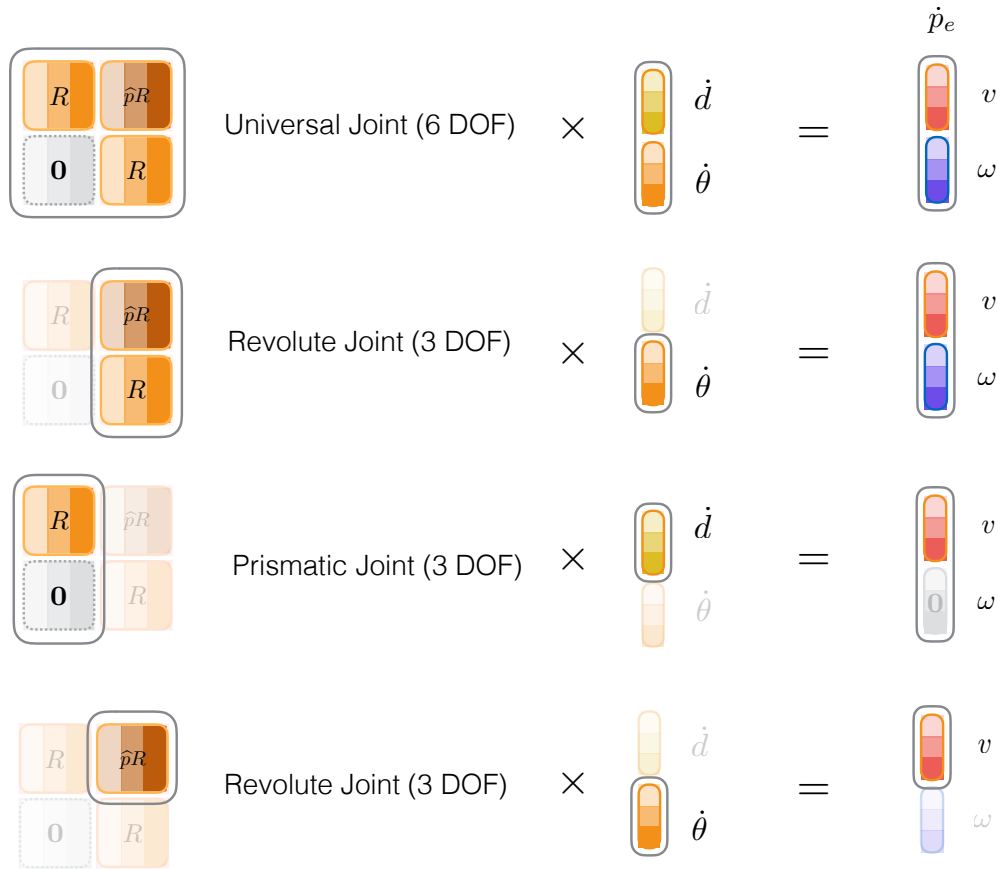 ṗₑ
R p̂R Universal Joint (6 DOF) × ḋ = v
0 R θ̇ ω
R p̂R Revolute Joint (3 DOF) × ḋ = v
0 R θ̇ ω
R p̂R Prismatic Joint (3 DOF) × ḋ = v
0 R θ̇ 0 ω
R p̂R Revolute Joint (3 DOF) × ḋ = v
0 R θ̇ ω